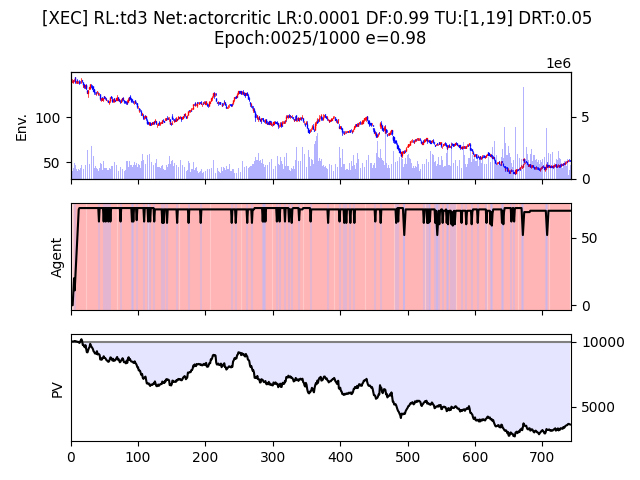 [XEC] RL:td3 Net:actorcritic LR:0.0001 DF:0.99 TU:[1,19] DRT:0.05
Epoch:0025/1000 e=0.98
1e6
Env.
100
50
5
0
Agent
50
0
PV
10000
5000
0 100 200 300 400 500 600 700